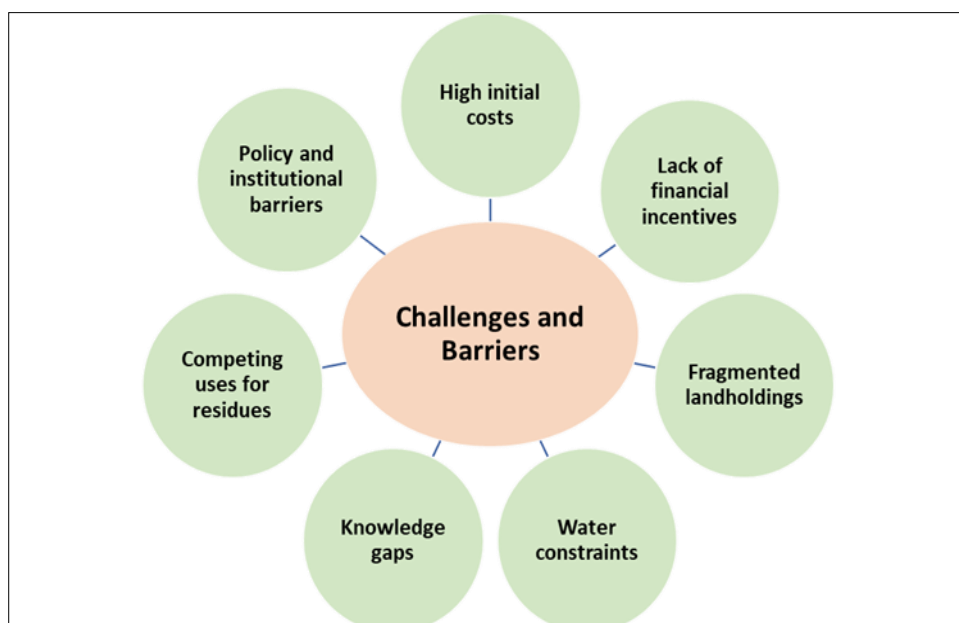 High initial
costs
Lack of
financial
incentives
Fragmented
landholdings
Water
constraints
Knowledge
gaps
Competing
uses for
residues
Policy and
institutional
barriers
Challenges and
Barriers